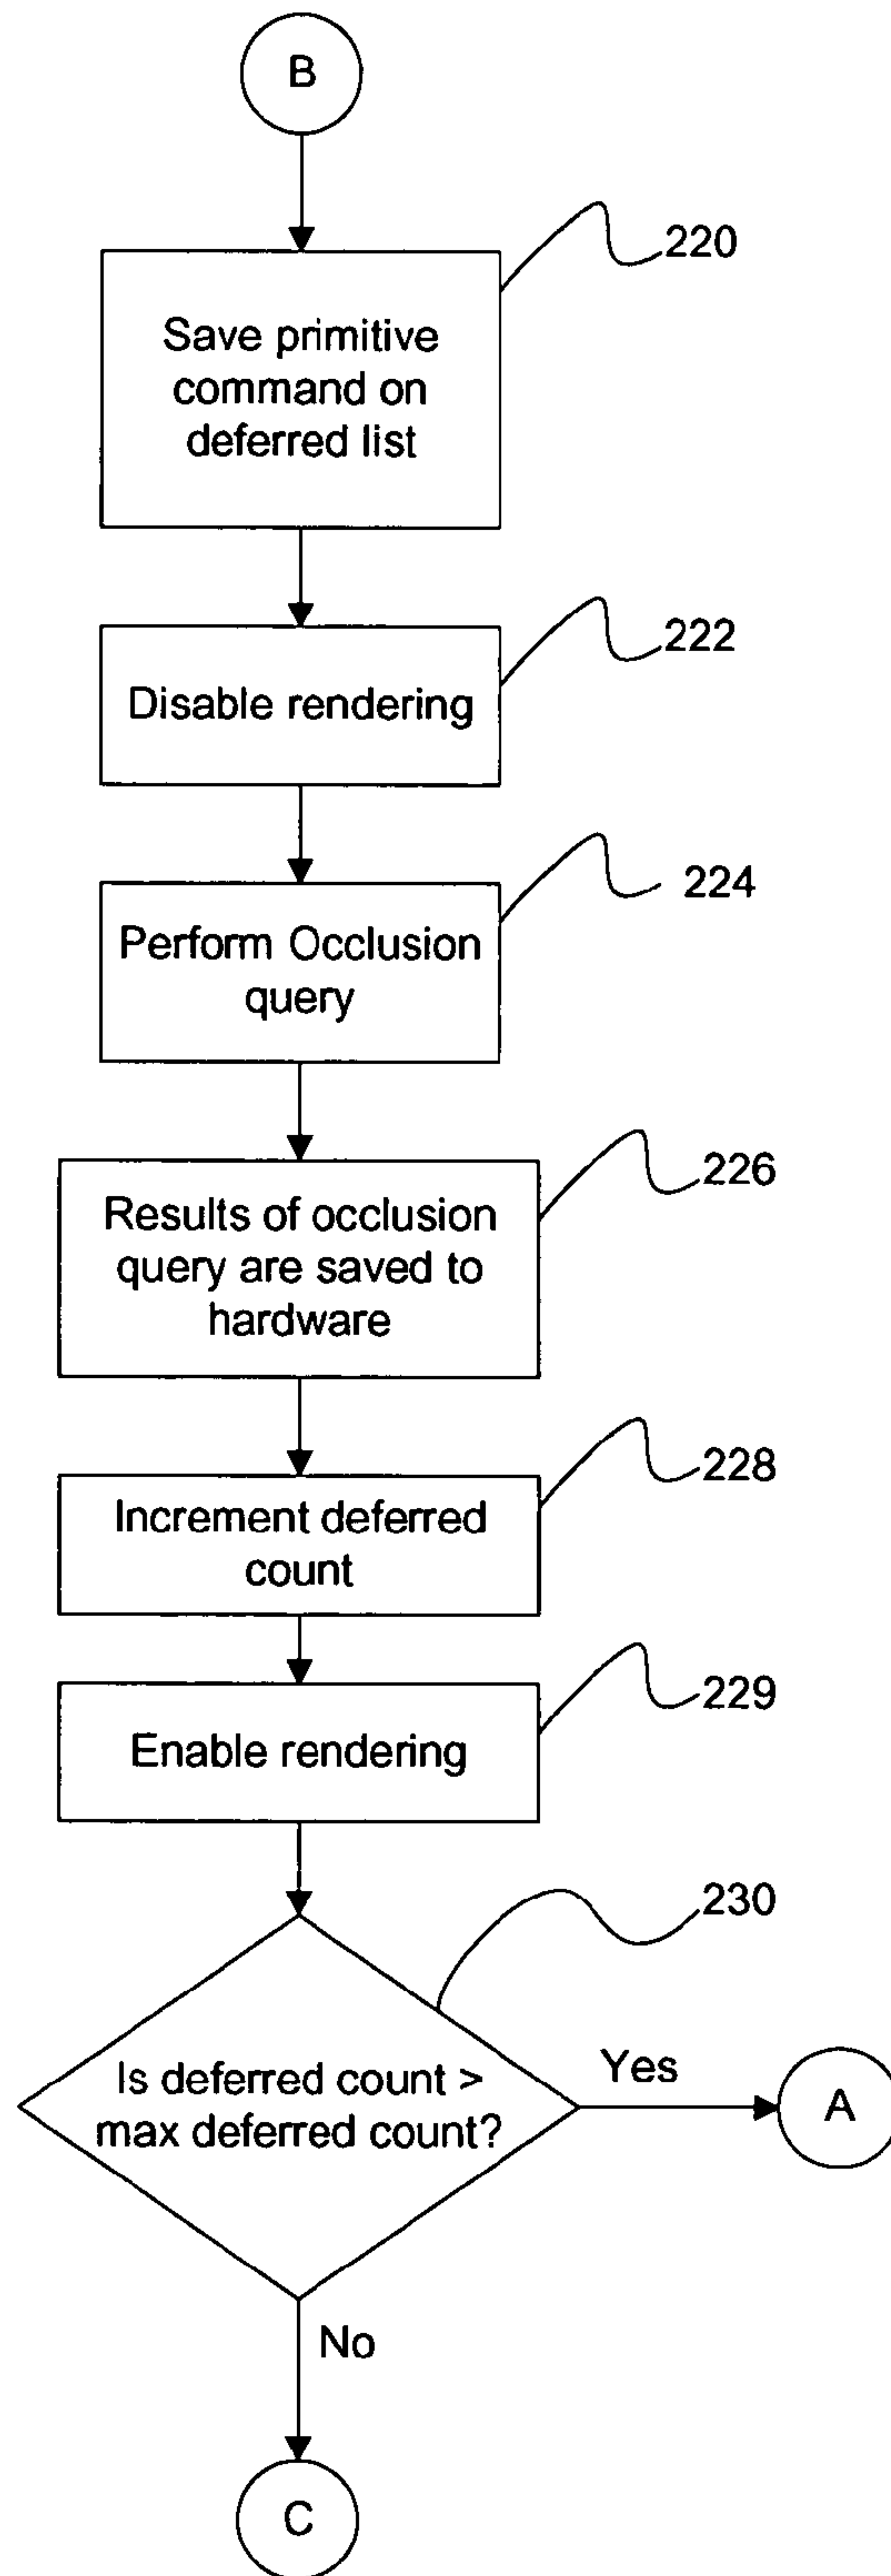 B
220
Save primitive
command on
deferred list
222
Disable rendering
224
Perform Occlusion
query
226
Results of occlusion
query are saved to
hardware
228
Increment deferred
count
229
Enable rendering
230
Is deferred count >
max deferred count?
Yes
A
No
C